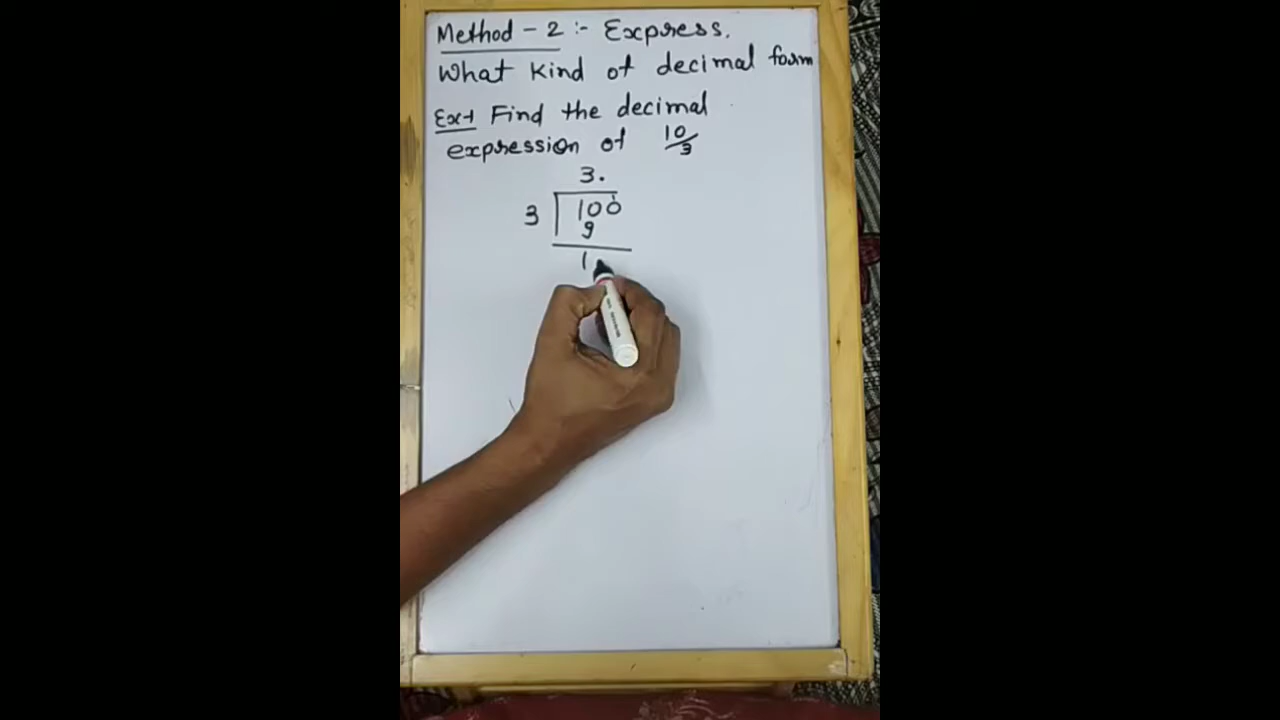 Method - 2 :- Express.
What kind of decimal form
Ex-1 Find the decimal
expression of 10/3
3.
3 100
9
1